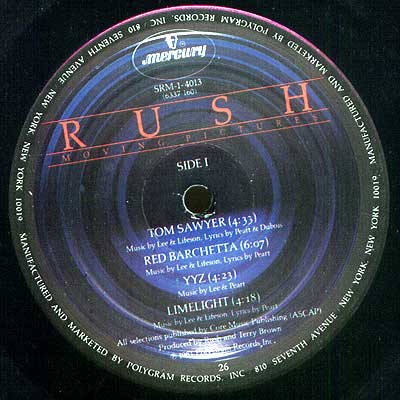 mercury
SRM-1-4013
(6337 160)
RUSH
MOVING PICTURES
SIDE I
TOM SAWYER (4:33)
Music by Lee & Lifeson, Lyrics by Peart & Dubois
RED BARCHETTA (6:07)
Music by Lee & Lifeson, Lyrics by Peart
YYZ (4:23)
Music by Lee & Peart
LIMELIGHT (4:18)
Music by Lee & Lifeson, Lyrics by Peart
All selections published by Core Music Publishing (ASCAP)
Produced by Rush and Terry Brown
Records, Inc.
26
MANUFACTURED AND MARKETED BY POLYGRAM RECORDS, INC / 810 SEVENTH AVENUE / NEW YORK, NEW YORK 10019
MANUFACTURED AND MARKETED BY POLYGRAM RECORDS, INC / 810 SEVENTH AVENUE / NEW YORK, NEW YORK 10019